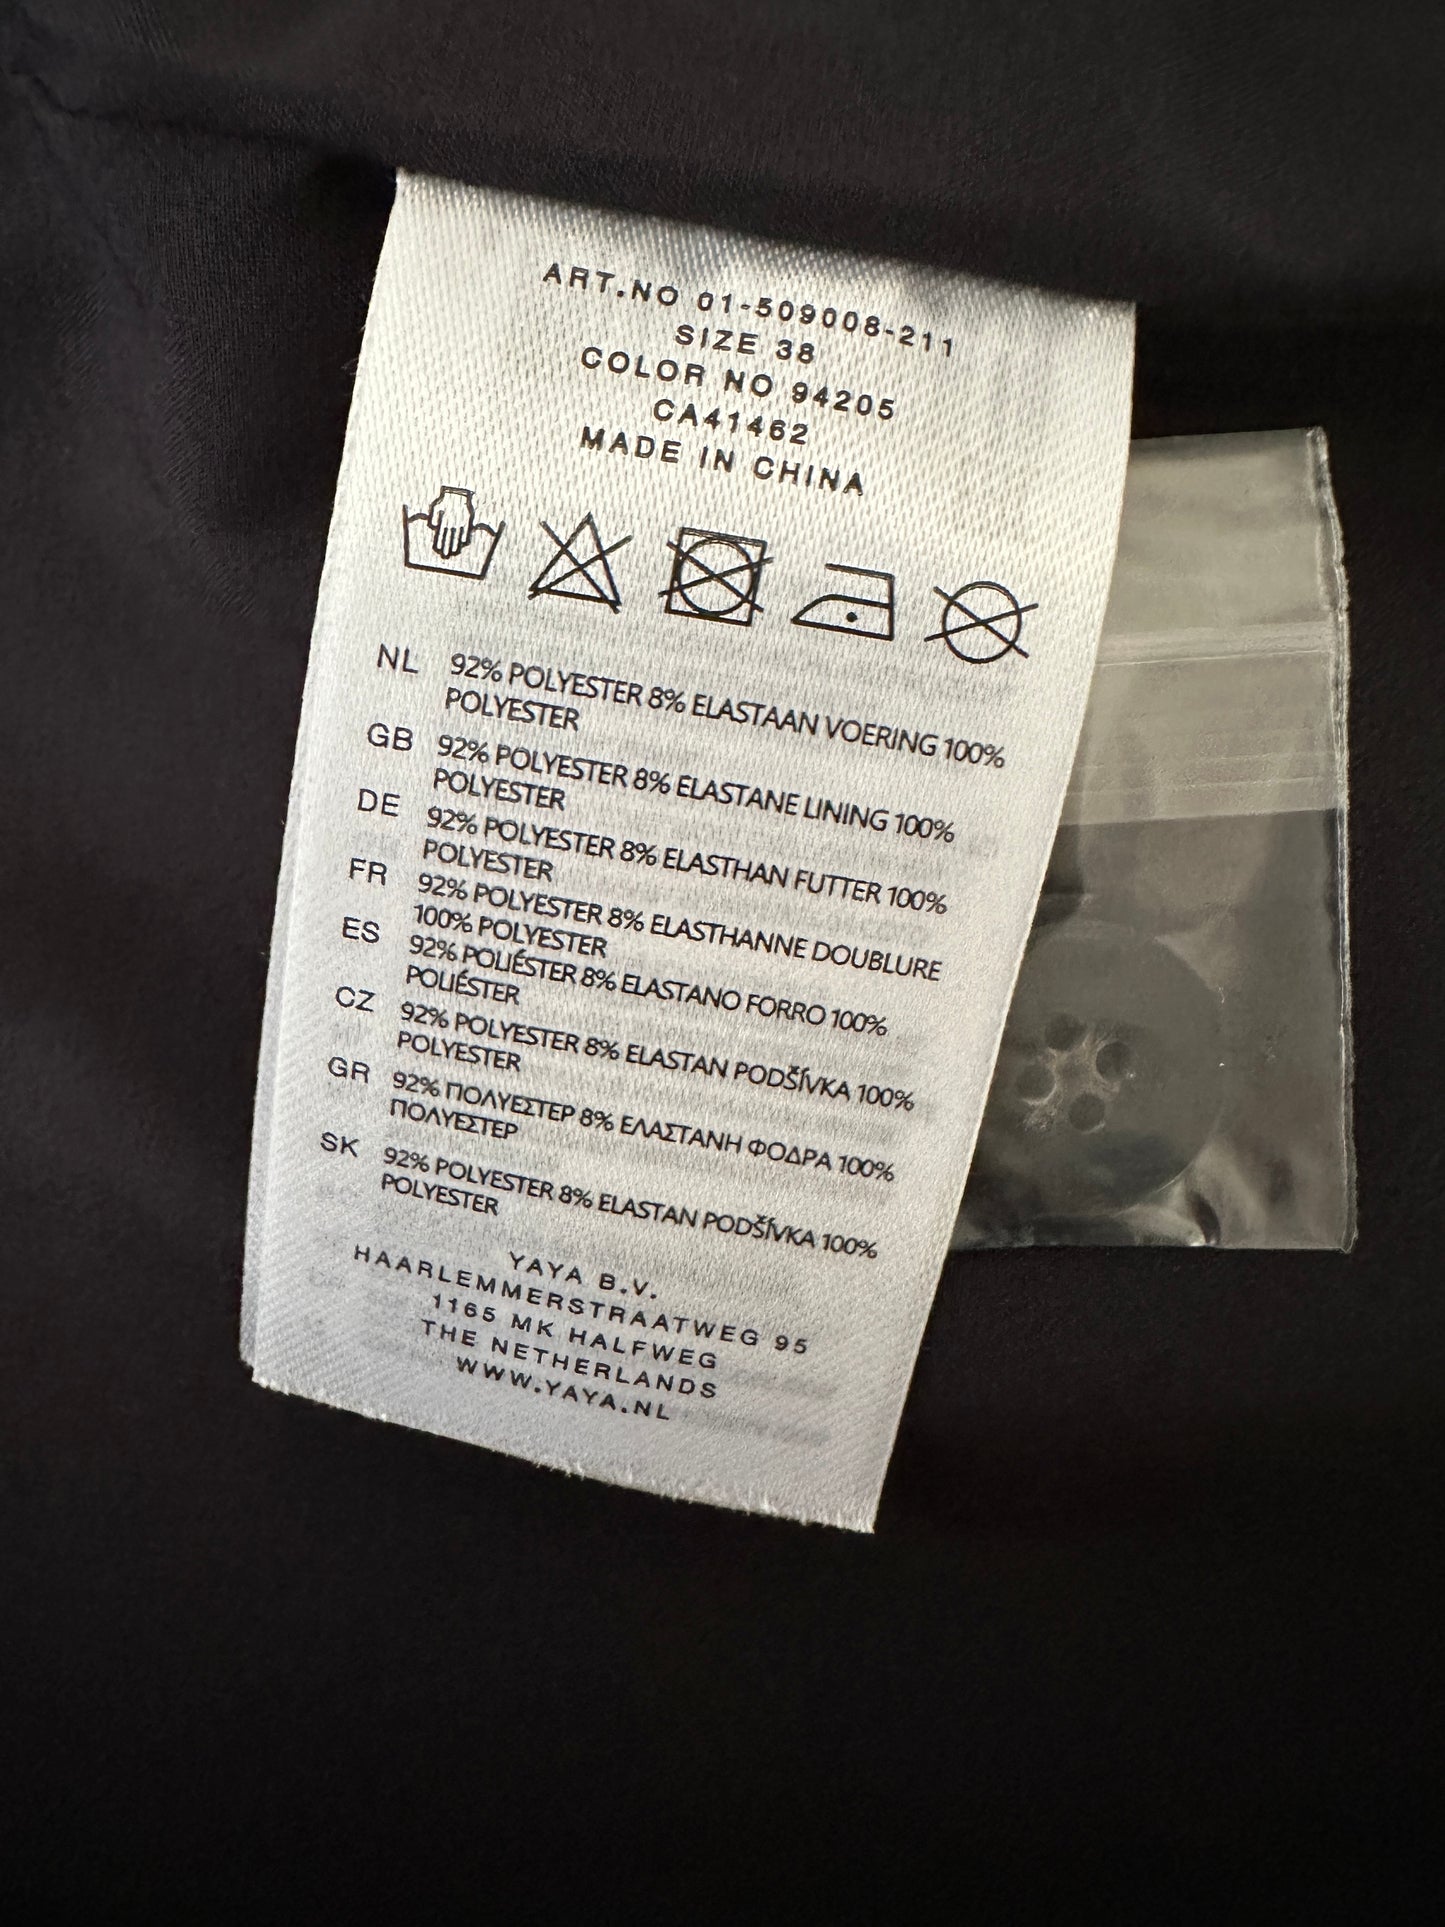 ART.NO 01-509008-211
SIZE 38
COLOR NO 94205
CA41462
MADE IN CHINA
NL 92% POLYESTER 8% ELASTAAN VOERING 100%
POLYESTER
GB 92% POLYESTER 8% ELASTANE LINING 100%
POLYESTER
DE 92% POLYESTER 8% ELASTHAN FUTTER 100%
POLYESTER
FR 92% POLYESTER 8% ELASTHANNE DOUBLURE
100% POLYESTER
ES 92% POLIÉSTER 8% ELASTANO FORRO 100%
POLIÉSTER
CZ 92% POLYESTER 8% ELASTAN PODŠÍVKA 100%
POLYESTER
GR 92% ΠΟΛΥΕΣΤΕΡ 8% ΕΛΑΣΤΑΝΗ ΦΟΔΡΑ 100%
ΠΟΛΥΕΣΤΕΡ
SK 92% POLYESTER 8% ELASTAN PODŠÍVKA 100%
POLYESTER
YAYA B.V.
HAARLEMMERSTRAATWEG 95
1165 MK HALFWEG
THE NETHERLANDS
WWW.YAYA.NL